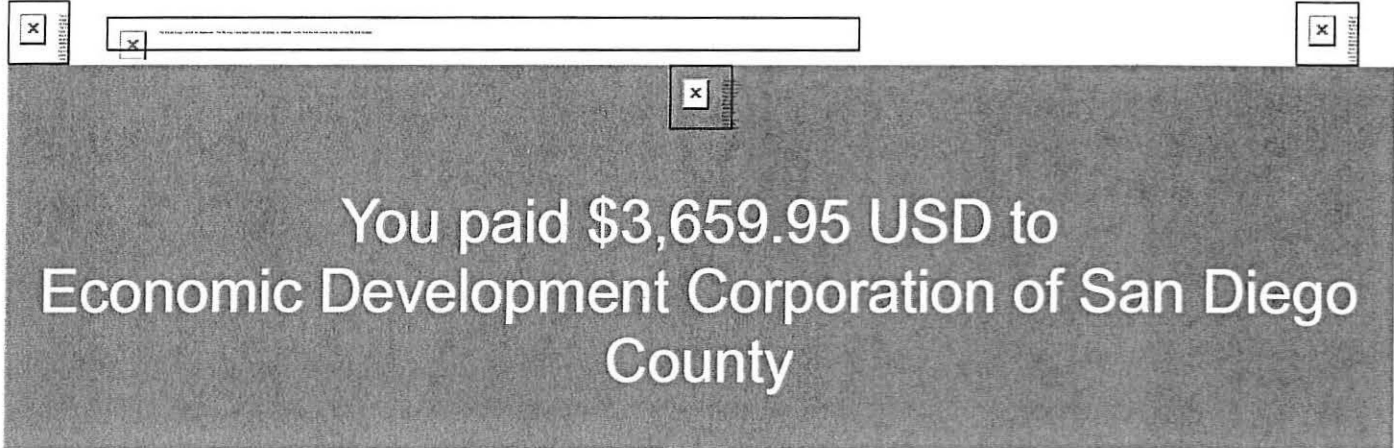 You paid $3,659.95 USD to
Economic Development Corporation of San Diego
County